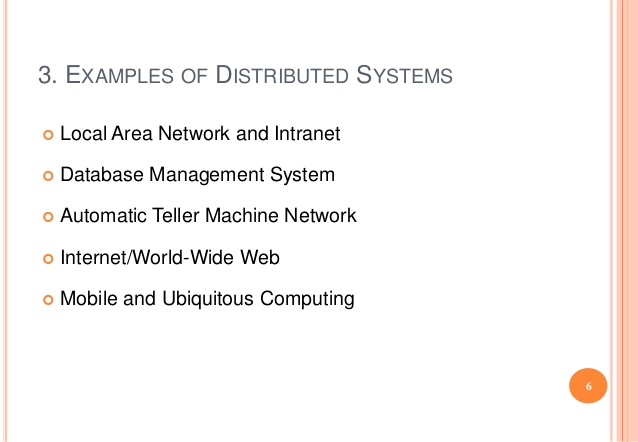 3. EXAMPLES OF DISTRIBUTED SYSTEMS
Local Area Network and Intranet
Database Management System
Automatic Teller Machine Network
Internet/World-Wide Web
Mobile and Ubiquitous Computing
6